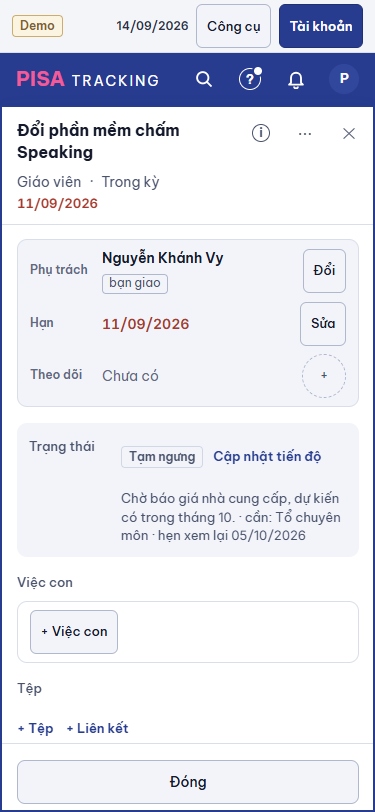 Demo
14/09/2026
Công cụ
Tài khoản
PISA TRACKING
?
P
Đổi phần mềm chấm
Speaking
i
...
Giáo viên · Trong kỳ
11/09/2026
Phụ trách
Nguyễn Khánh Vy
bạn giao
Đổi
Hạn
11/09/2026
Sửa
Theo dõi
Chưa có
+
Trạng thái
Tạm ngưng
Cập nhật tiến độ
Chờ báo giá nhà cung cấp, dự kiến
có trong tháng 10. · cần: Tổ chuyên
môn · hẹn xem lại 05/10/2026
Việc con
+ Việc con
Tệp
+ Tệp
+ Liên kết
Đóng